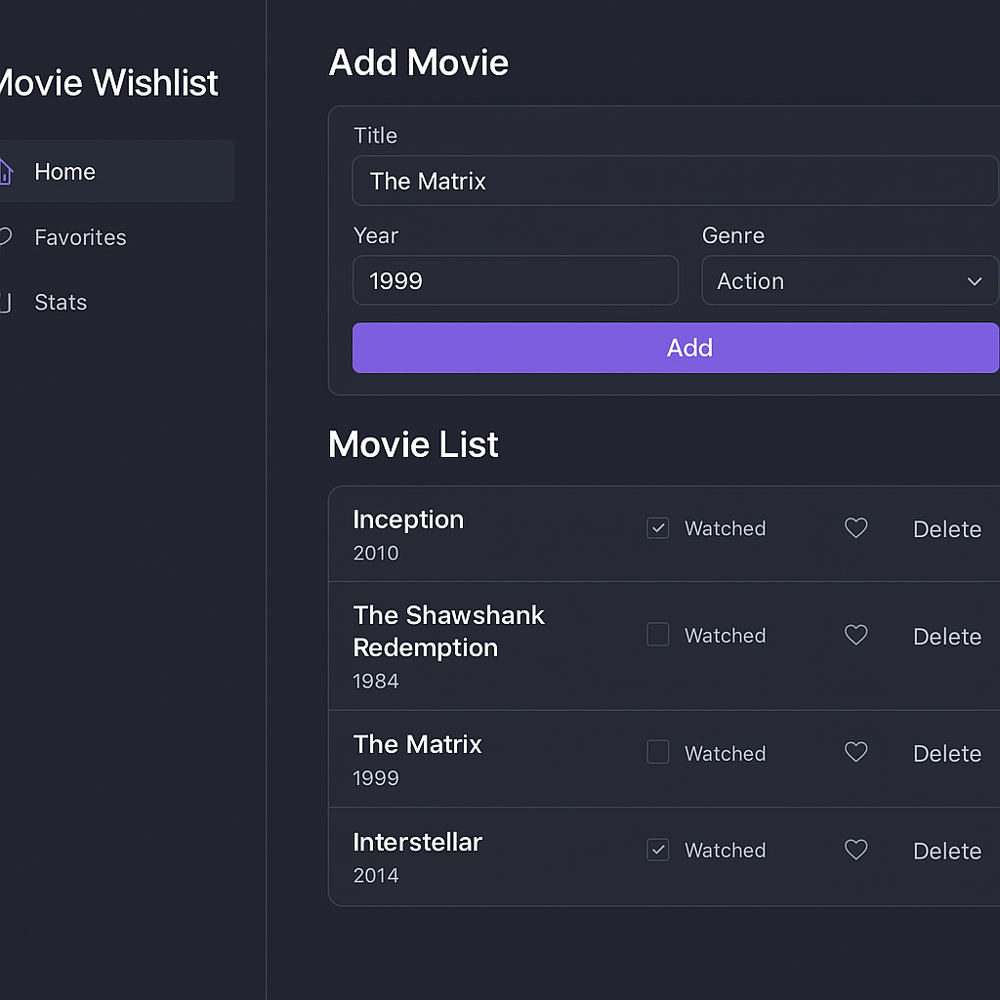 Movie Wishlist
Home
Favorites
Stats
Add Movie
Title
The Matrix
Year
Genre
1999
Action
Add
Movie List
Inception
2010
Watched
Delete
The Shawshank
Redemption
1984
Watched
Delete
The Matrix
1999
Watched
Delete
Interstellar
2014
Watched
Delete